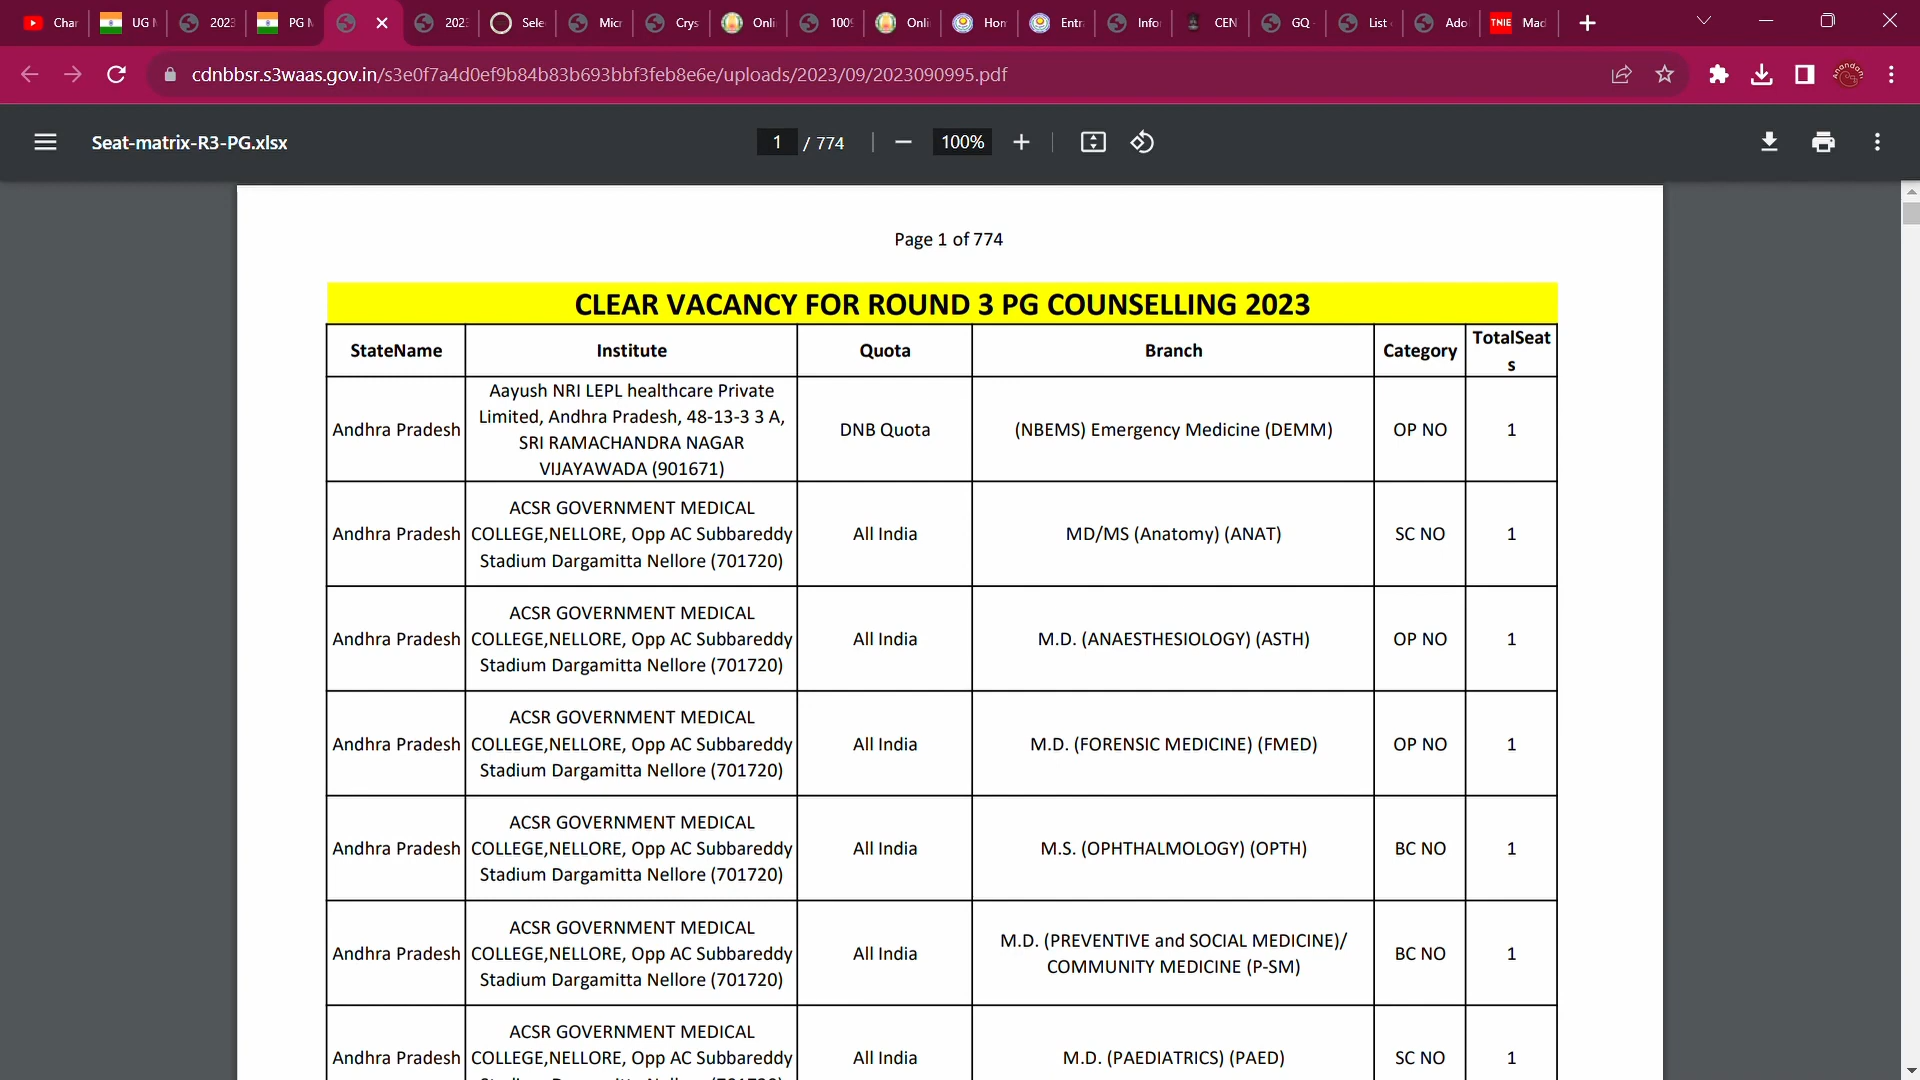 Char
UG M
2023
PG M
202
Sele
Micr
Crys
Onli
100%
Onli
Hom
Entra
Info
CEN
GQ
List
Ado
TNIE
Mad
cdnbbsr.s3waas.gov.in/s3e0f7a4d0ef9b84b83b693bbf3feb8e6e/uploads/2023/09/2023090995.pdf
Seat-matrix-R3-PG.xlsx
1 / 774
100%
Page 1 of 774
CLEAR VACANCY FOR ROUND 3 PG COUNSELLING 2023
StateName Institute Quota Branch Category TotalSeat
s
Aayush NRI LEPL healthcare Private
Limited, Andhra Pradesh, 48-13-3 3 A,
Andhra Pradesh DNB Quota (NBEMS) Emergency Medicine (DEMM) OP NO 1
SRI RAMACHANDRA NAGAR
VIJAYAWADA (901671)
ACSR GOVERNMENT MEDICAL
Andhra Pradesh COLLEGE,NELLORE, Opp AC Subbareddy All India MD/MS (Anatomy) (ANAT) SC NO 1
Stadium Dargamitta Nellore (701720)
ACSR GOVERNMENT MEDICAL
Andhra Pradesh COLLEGE,NELLORE, Opp AC Subbareddy All India M.D. (ANAESTHESIOLOGY) (ASTH) OP NO 1
Stadium Dargamitta Nellore (701720)
ACSR GOVERNMENT MEDICAL
Andhra Pradesh COLLEGE,NELLORE, Opp AC Subbareddy All India M.D. (FORENSIC MEDICINE) (FMED) OP NO 1
Stadium Dargamitta Nellore (701720)
ACSR GOVERNMENT MEDICAL
Andhra Pradesh COLLEGE,NELLORE, Opp AC Subbareddy All India M.S. (OPHTHALMOLOGY) (OPTH) BC NO 1
Stadium Dargamitta Nellore (701720)
ACSR GOVERNMENT MEDICAL
M.D. (PREVENTIVE and SOCIAL MEDICINE)/
Andhra Pradesh COLLEGE,NELLORE, Opp AC Subbareddy All India BC NO 1
COMMUNITY MEDICINE (P-SM)
Stadium Dargamitta Nellore (701720)
ACSR GOVERNMENT MEDICAL
Andhra Pradesh COLLEGE,NELLORE, Opp AC Subbareddy All India M.D. (PAEDIATRICS) (PAED) SC NO 1